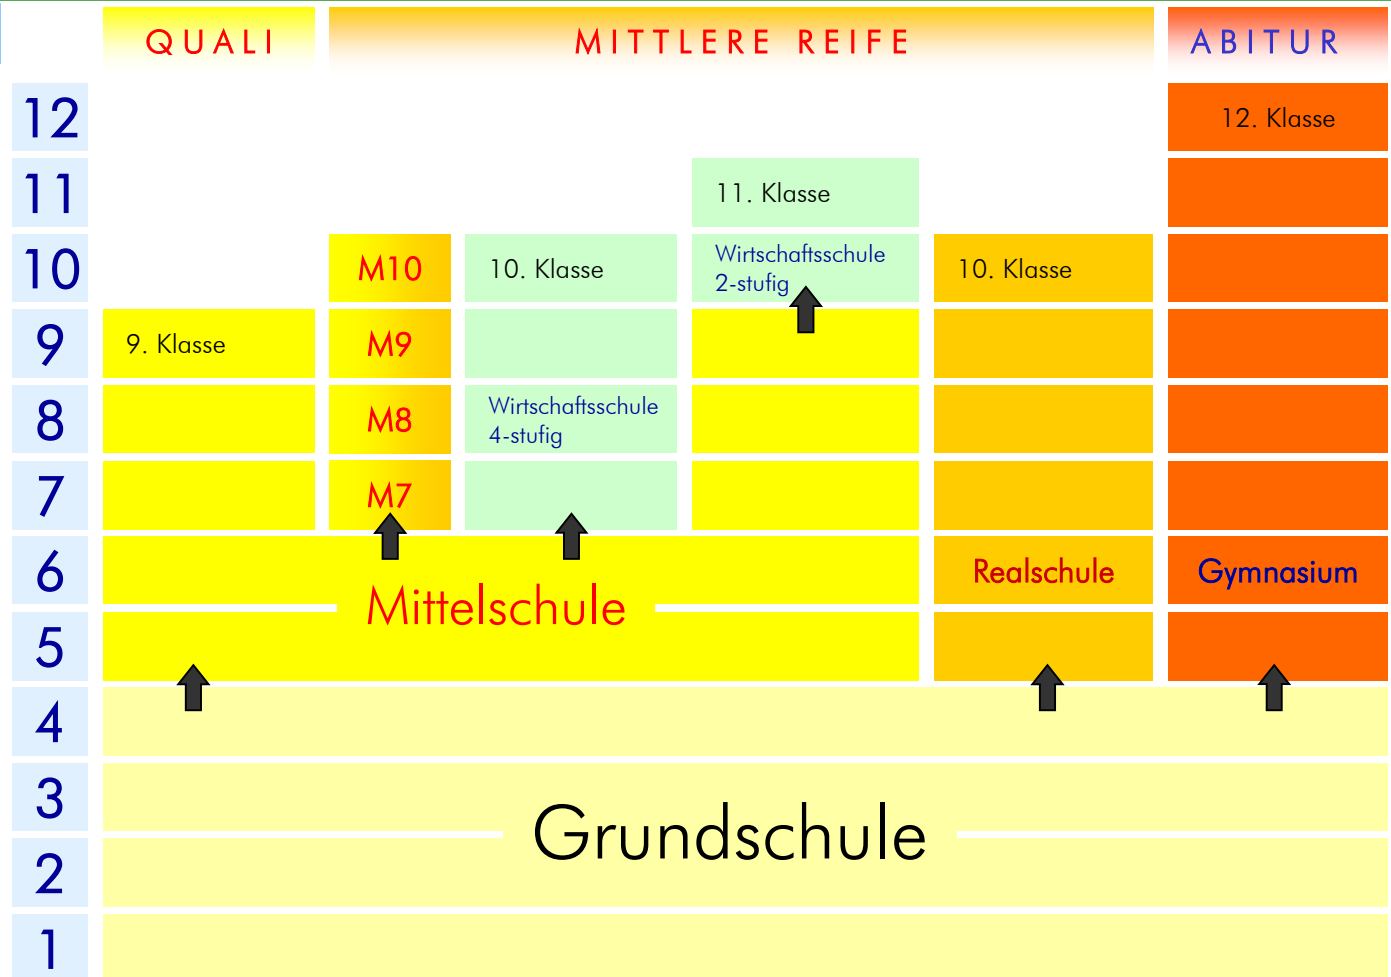 QUALI
MITTLERE REIFE
ABITUR
12
12. Klasse
11
11. Klasse
10
M10
10. Klasse
Wirtschaftsschule
2-stufig
10. Klasse
9
9. Klasse
M9
8
M8
Wirtschaftsschule
4-stufig
7
M7
6
Realschule
Gymnasium
Mittelschule
5
4
3
Grundschule
2
1